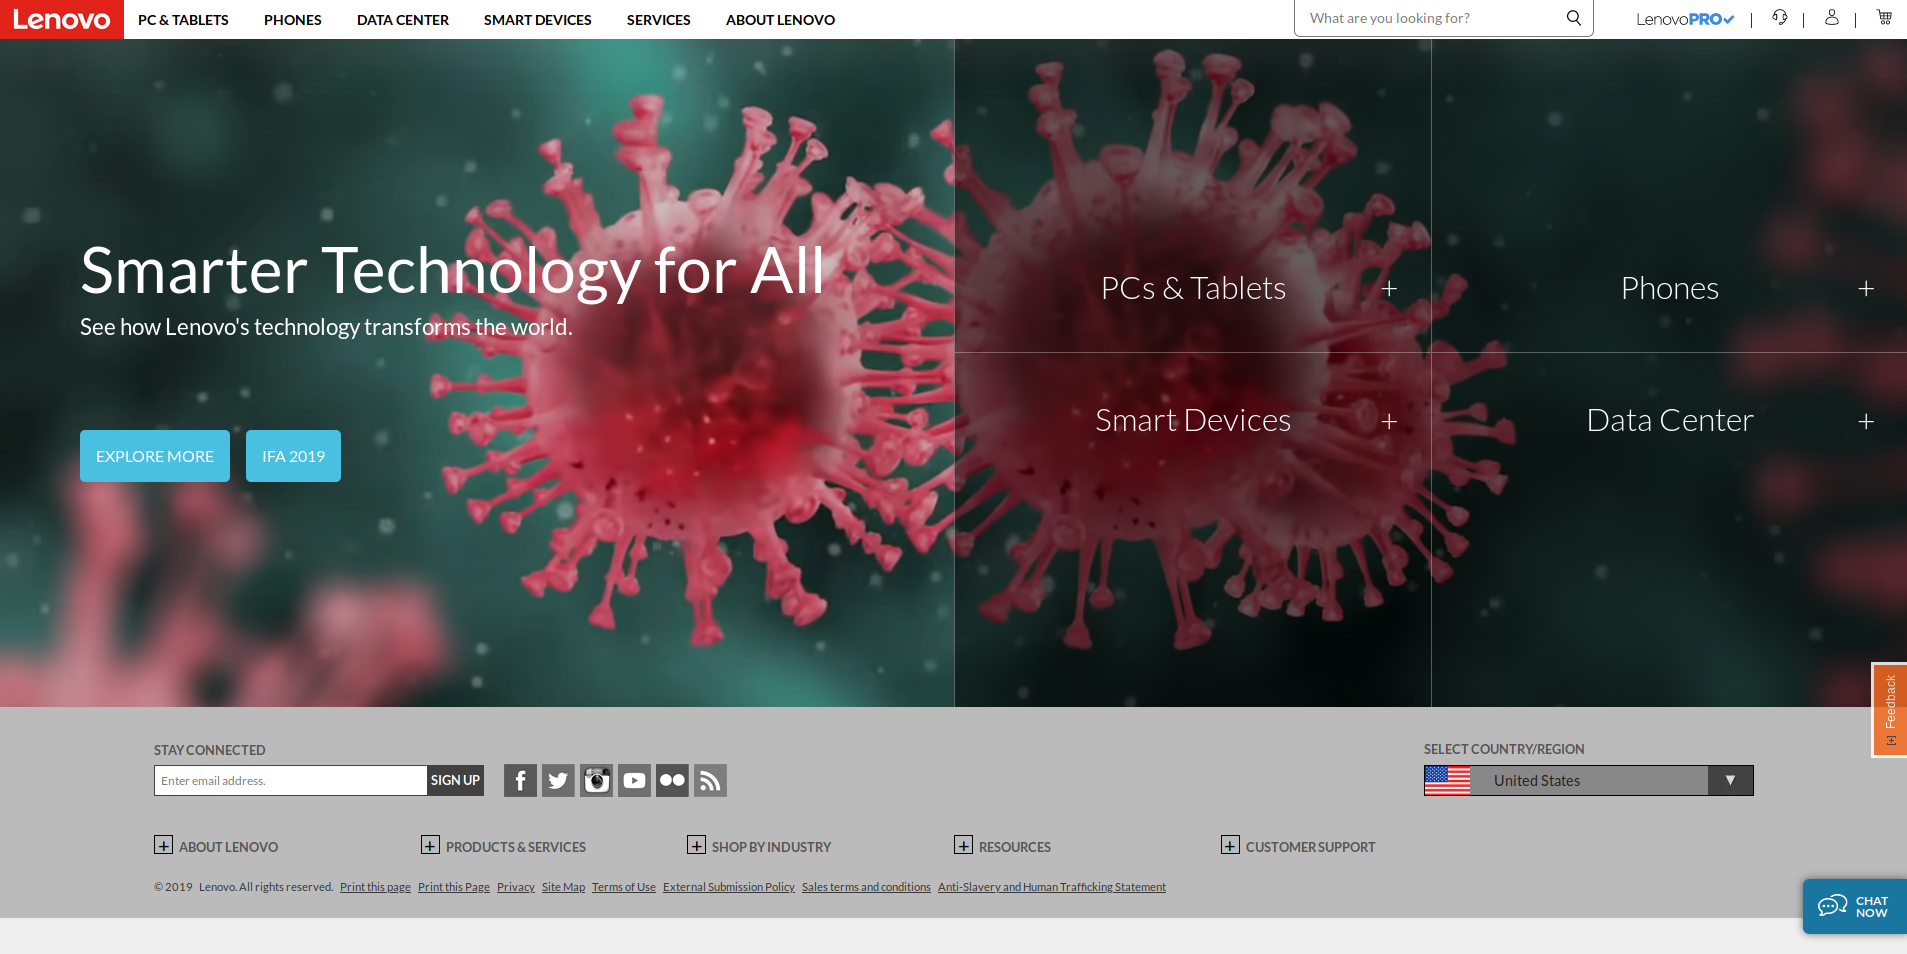 Lenovo PC & TABLETS PHONES DATA CENTER SMART DEVICES SERVICES ABOUT LENOVO What are you looking for? LenovoPRO
Smarter Technology for All
See how Lenovo's technology transforms the world.
EXPLORE MORE IFA 2019
PCs & Tablets +
Phones +
Smart Devices +
Data Center +
[+] Feedback
STAY CONNECTED
Enter email address. SIGN UP
SELECT COUNTRY/REGION
United States ▼
+ ABOUT LENOVO + PRODUCTS & SERVICES + SHOP BY INDUSTRY + RESOURCES + CUSTOMER SUPPORT
© 2019 Lenovo. All rights reserved. Print this page Print this Page Privacy Site Map Terms of Use External Submission Policy Sales terms and conditions Anti-Slavery and Human Trafficking Statement
CHAT
NOW